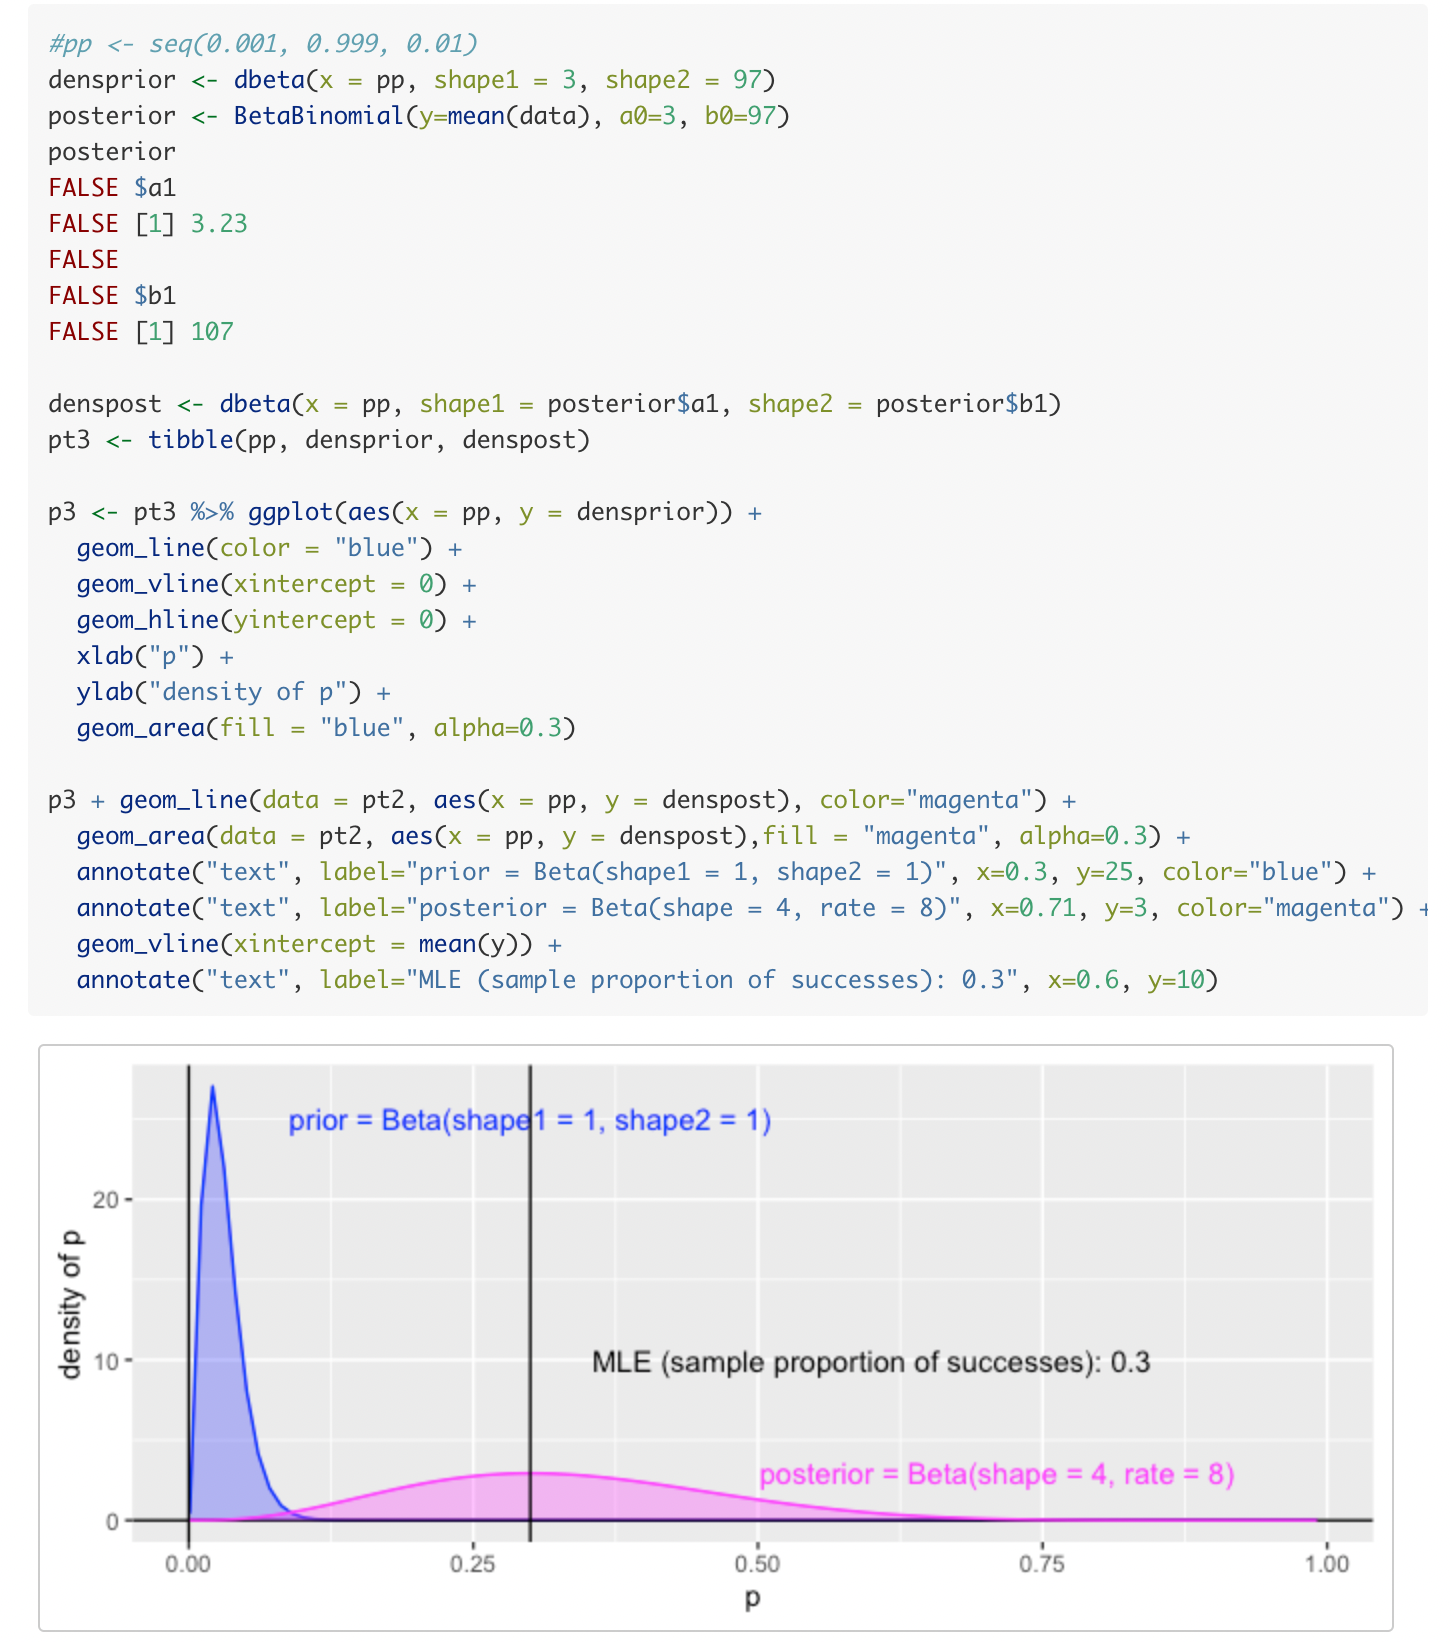 #pp <- seq(0.001, 0.999, 0.01)
densprior <- dbeta(x = pp, shape1 = 3, shape2 = 97)
posterior <- BetaBinomial(y=mean(data), a0=3, b0=97)
posterior
FALSE $a1
FALSE [1] 3.23
FALSE
FALSE $b1
FALSE [1] 107
denspost <- dbeta(x = pp, shape1 = posterior$a1, shape2 = posterior$b1)
pt3 <- tibble(pp, densprior, denspost)
p3 <- pt3 %>% ggplot(aes(x = pp, y = densprior)) +
  geom_line(color = "blue") +
  geom_vline(xintercept = 0) +
  geom_hline(yintercept = 0) +
  xlab("p") +
  ylab("density of p") +
  geom_area(fill = "blue", alpha=0.3)
p3 + geom_line(data = pt2, aes(x = pp, y = denspost), color="magenta") +
  geom_area(data = pt2, aes(x = pp, y = denspost),fill = "magenta", alpha=0.3) +
  annotate("text", label="prior = Beta(shape1 = 1, shape2 = 1)", x=0.3, y=25, color="blue") +
  annotate("text", label="posterior = Beta(shape = 4, rate = 8)", x=0.71, y=3, color="magenta") +
  geom_vline(xintercept = mean(y)) +
  annotate("text", label="MLE (sample proportion of successes): 0.3", x=0.6, y=10)
prior = Beta(shape1 = 1, shape2 = 1)
20
density of p
10
MLE (sample proportion of successes): 0.3
posterior = Beta(shape = 4, rate = 8)
0
0.00 0.25 0.50 0.75 1.00
p